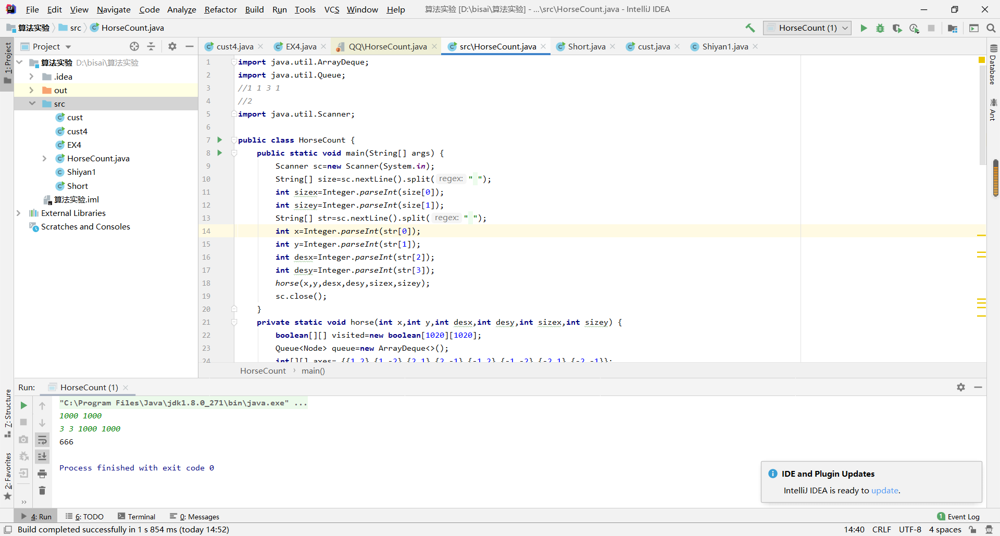 File Edit View Navigate Code Analyze Refactor Build Run Tools VCS Window Help 算法实验 [D:\bisai\算法实验] - ...\src\HorseCount.java - IntelliJ IDEA
算法实验 src HorseCount.java HorseCount (1)
Project
cust4.java EX4.java QQ\HorseCount.java src\HorseCount.java Short.java cust.java Shiyan1.java
1: Project
算法实验 D:\bisai\算法实验
.idea
out
src
cust
cust4
EX4
HorseCount.java
Shiyan1
Short
算法实验.iml
External Libraries
Scratches and Consoles
1 import java.util.ArrayDeque;
2 import java.util.Queue;
3 //1 1 3 1
4 //2
5 import java.util.Scanner;
6
7 public class HorseCount {
8 public static void main(String[] args) {
9 Scanner sc=new Scanner(System.in);
10 String[] size=sc.nextLine().split( regex: " ");
11 int sizex=Integer.parseInt(size[0]);
12 int sizey=Integer.parseInt(size[1]);
13 String[] str=sc.nextLine().split( regex: " ");
14 int x=Integer.parseInt(str[0]);
15 int y=Integer.parseInt(str[1]);
16 int desx=Integer.parseInt(str[2]);
17 int desy=Integer.parseInt(str[3]);
18 horse(x,y,desx,desy,sizex,sizey);
19 sc.close();
20 }
21 private static void horse(int x,int y,int desx,int desy,int sizex,int sizey) {
22 boolean[][] visited=new boolean[1020][1020];
23 Queue<Node> queue=new ArrayDeque<>();
24 int[][] axes= {{1,2},{1,-2},{2,1},{2,-1},{-1,2},{-1,-2},{-2,1},{-2,-1}};
HorseCount main()
Database
Ant
Run: HorseCount (1)
7: Structure
2: Favorites
"C:\Program Files\Java\jdk1.8.0_271\bin\java.exe" ...
1000 1000
3 3 1000 1000
666
Process finished with exit code 0
IDE and Plugin Updates
IntelliJ IDEA is ready to update.
4: Run 6: TODO Terminal 0: Messages 1 Event Log
Build completed successfully in 1 s 854 ms (today 14:52) 14:40 CRLF UTF-8 4 spaces